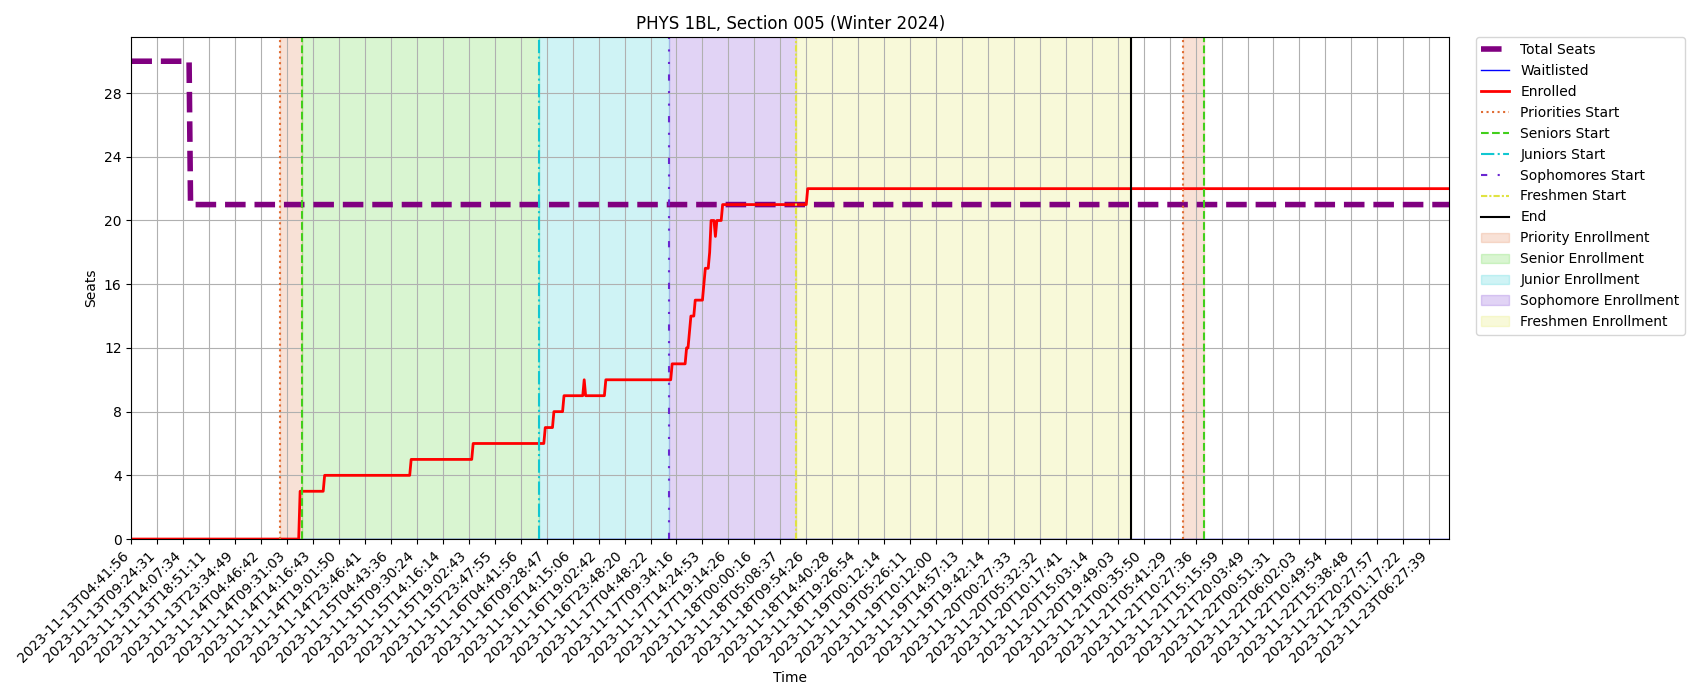 PHYS 1BL, Section 005 (Winter 2024)
28
24
20
16
12
8
4
0
Seats
2023-11-13T04:41:56
2023-11-13T09:24:31
2023-11-13T14:07:34
2023-11-13T18:51:11
2023-11-13T23:34:49
2023-11-14T04:46:42
2023-11-14T09:31:03
2023-11-14T14:16:43
2023-11-14T19:01:50
2023-11-14T23:46:41
2023-11-15T04:43:36
2023-11-15T09:30:24
2023-11-15T14:16:14
2023-11-15T19:02:43
2023-11-15T23:47:55
2023-11-16T04:41:56
2023-11-16T09:28:47
2023-11-16T14:15:06
2023-11-16T19:02:42
2023-11-16T23:48:20
2023-11-17T04:48:22
2023-11-17T09:34:16
2023-11-17T14:24:53
2023-11-17T19:14:26
2023-11-18T00:00:16
2023-11-18T05:08:37
2023-11-18T09:54:26
2023-11-18T14:40:28
2023-11-18T19:26:54
2023-11-19T00:12:14
2023-11-19T05:26:11
2023-11-19T10:12:00
2023-11-19T14:57:13
2023-11-19T19:42:14
2023-11-20T00:27:33
2023-11-20T05:32:32
2023-11-20T10:17:41
2023-11-20T15:03:14
2023-11-20T19:49:03
2023-11-21T00:35:50
2023-11-21T05:41:29
2023-11-21T10:27:36
2023-11-21T15:15:59
2023-11-21T20:03:49
2023-11-22T00:51:31
2023-11-22T06:02:03
2023-11-22T10:49:54
2023-11-22T15:38:48
2023-11-22T20:27:57
2023-11-23T01:17:22
2023-11-23T06:27:39
Time
Total Seats
Waitlisted
Enrolled
Priorities Start
Seniors Start
Juniors Start
Sophomores Start
Freshmen Start
End
Priority Enrollment
Senior Enrollment
Junior Enrollment
Sophomore Enrollment
Freshmen Enrollment